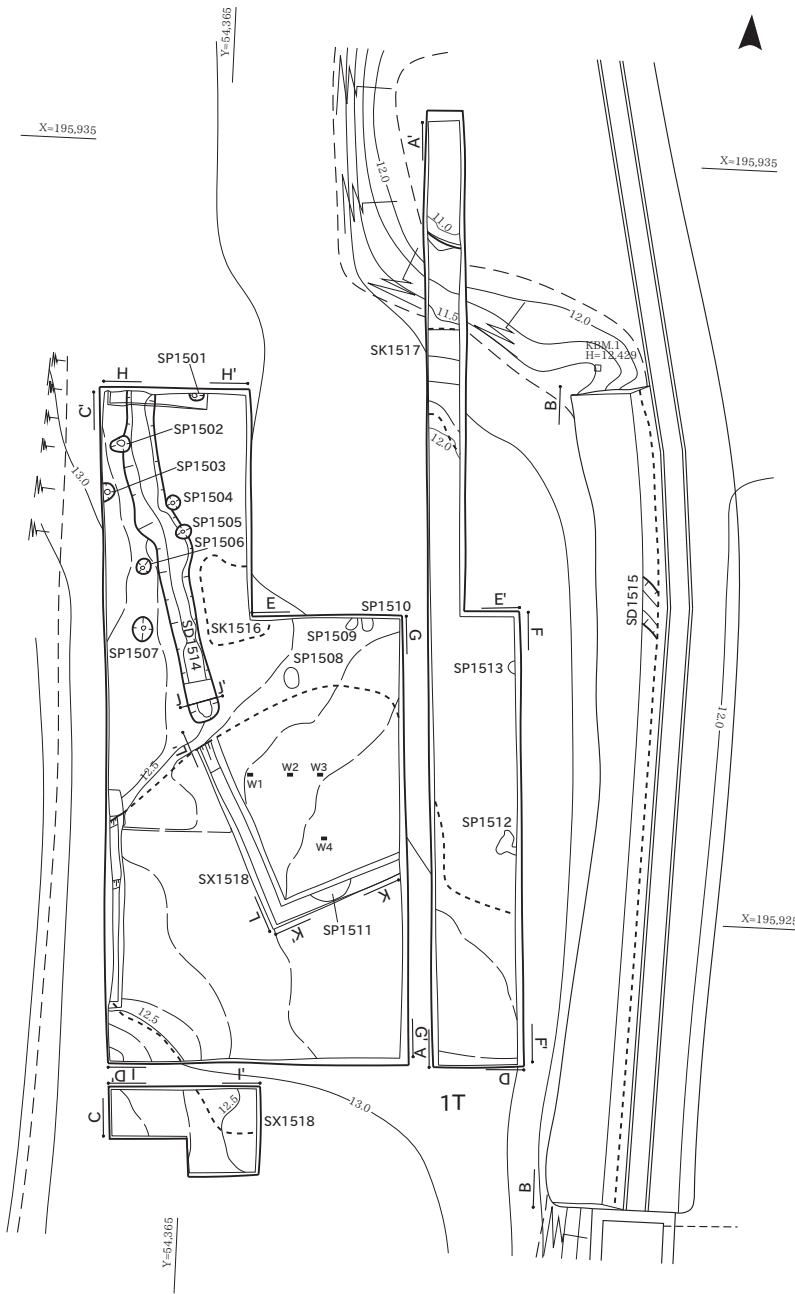 Y=54,365
X=195,935
A'
12.0
X=195,935
11.0
11.5
12.0
KBM.1
H=12,429
SK1517
SP1501
H
H'
C'
B'
SP1502
12.0
SP1503
13.0
SP1504
SP1505
SP1506
SD1515
E
SP1510
E'
SK1516
SP1509
G
F
SD1514
SP1507
SP1508
SP1513
J
J'
12.0
L'
12.5
W1
W2
W3
W4
SP1512
SX1518
K
L
K'
SP1511
X=195,925
12.5
G'
A
F'
D'
I
I'
D
C
12.5
SX1518
13.0
1T
B
Y=54,365